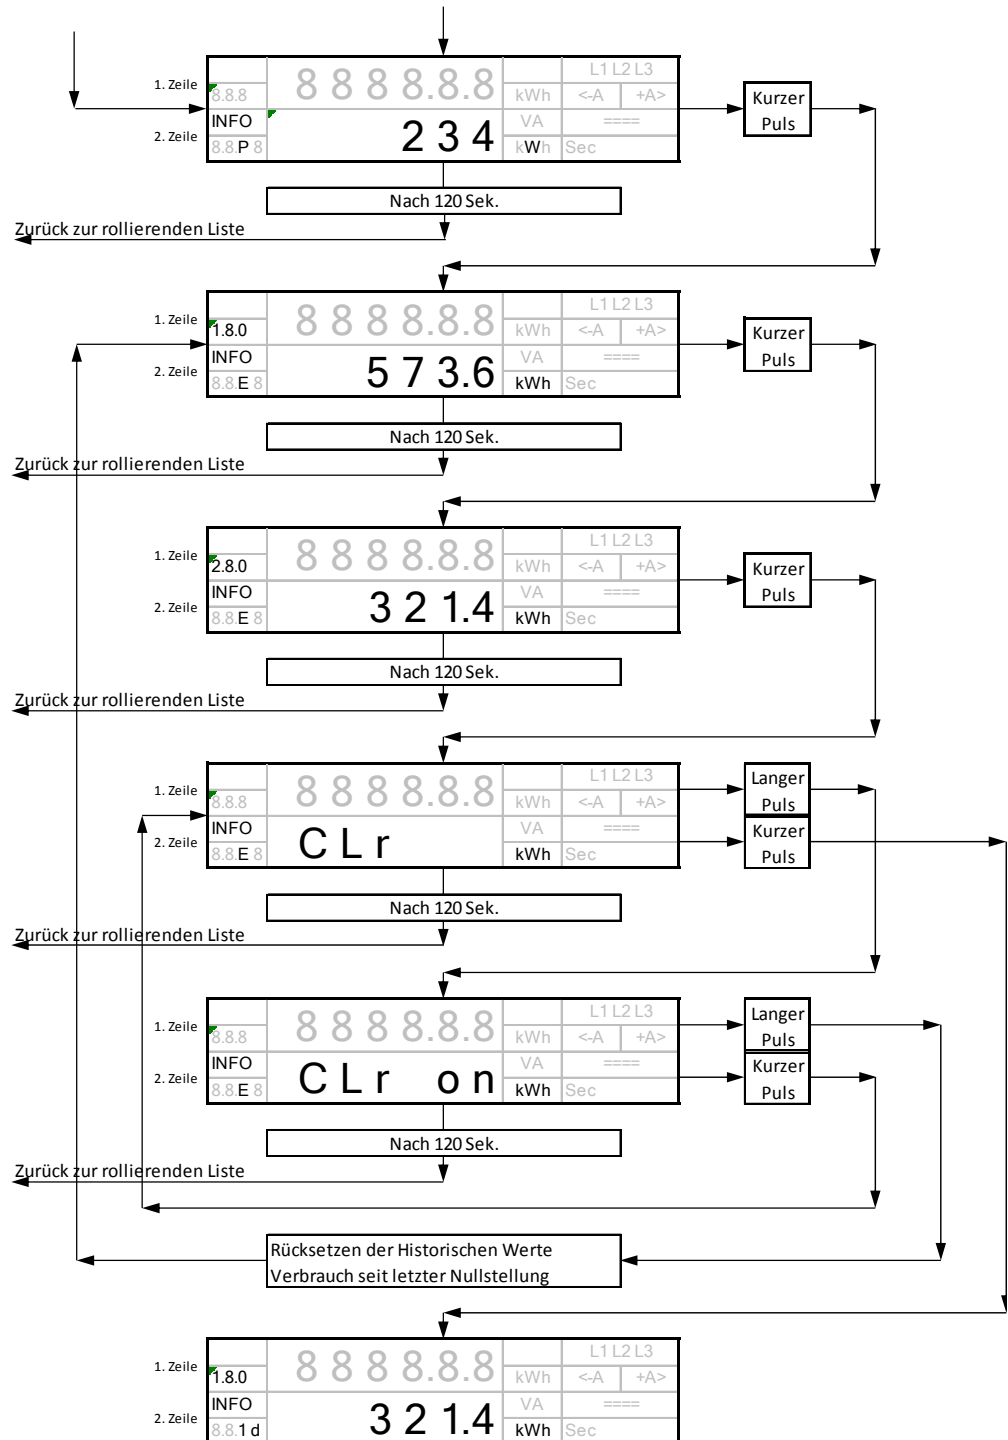 1. Zeile 8.8.8 8 8 8 8.8.8 kWh L1 L2 L3 <-A +A>
INFO VA ==== Kurzer Puls
2. Zeile 8.8.P 8 2 3 4 kWh Sec
Nach 120 Sek.
Zurück zur rollierenden Liste
1. Zeile 1.8.0 8 8 8 8.8.8 kWh L1 L2 L3 <-A +A>
INFO VA ==== Kurzer Puls
2. Zeile 8.8.E 8 5 7 3.6 kWh Sec
Nach 120 Sek.
Zurück zur rollierenden Liste
1. Zeile 2.8.0 8 8 8 8.8.8 kWh L1 L2 L3 <-A +A>
INFO VA ==== Kurzer Puls
2. Zeile 8.8.E 8 3 2 1.4 kWh Sec
Nach 120 Sek.
Zurück zur rollierenden Liste
1. Zeile 8.8.8 8 8 8 8.8.8 kWh L1 L2 L3 <-A +A> Langer Puls
INFO VA ==== Kurzer Puls
2. Zeile 8.8.E 8 C L r kWh Sec
Nach 120 Sek.
Zurück zur rollierenden Liste
1. Zeile 8.8.8 8 8 8 8.8.8 kWh L1 L2 L3 <-A +A> Langer Puls
INFO VA ==== Kurzer Puls
2. Zeile 8.8.E 8 C L r o n kWh Sec
Nach 120 Sek.
Zurück zur rollierenden Liste
Rücksetzen der Historischen Werte
Verbrauch seit letzter Nullstellung
1. Zeile 1.8.0 8 8 8 8.8.8 kWh L1 L2 L3 <-A +A>
INFO VA ====
2. Zeile 8.8.1 d 3 2 1.4 kWh Sec